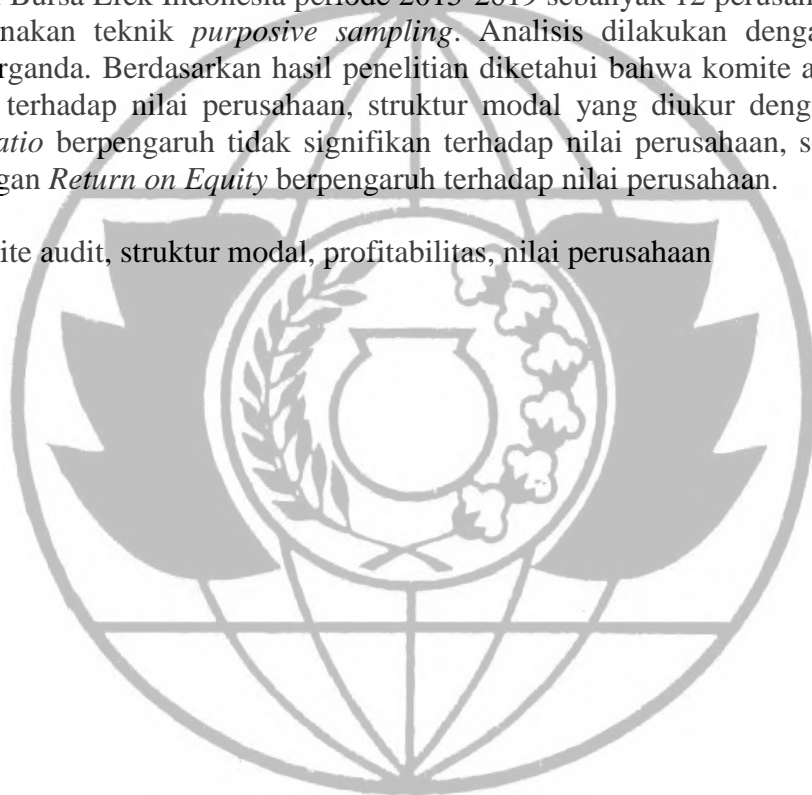 Bursa Efek Indonesia periode 2015-2019 sebanyak 12
teknik purposive sampling. Analisis dilakukan
Berdasarkan hasil penelitian diketahui bahwa komite
terhadap nilai perusahaan, struktur modal yang diukur
berpengaruh tidak signifikan terhadap nilai perusahaan,
Return on Equity berpengaruh terhadap nilai perusahaan.
audit, struktur modal, profitabilitas, nilai perusahaan